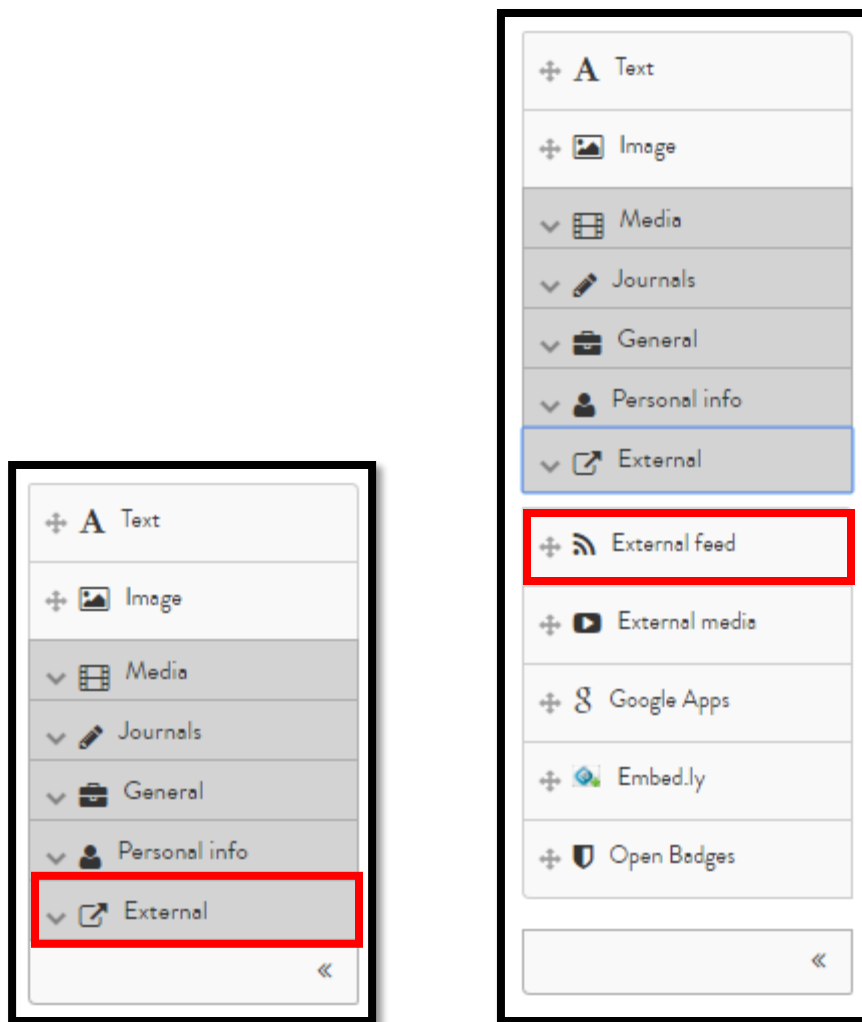 Text
Image
Media
Journals
General
Personal info
External
«
Text
Image
Media
Journals
General
Personal info
External
External feed
External media
Google Apps
Embed.ly
Open Badges
«